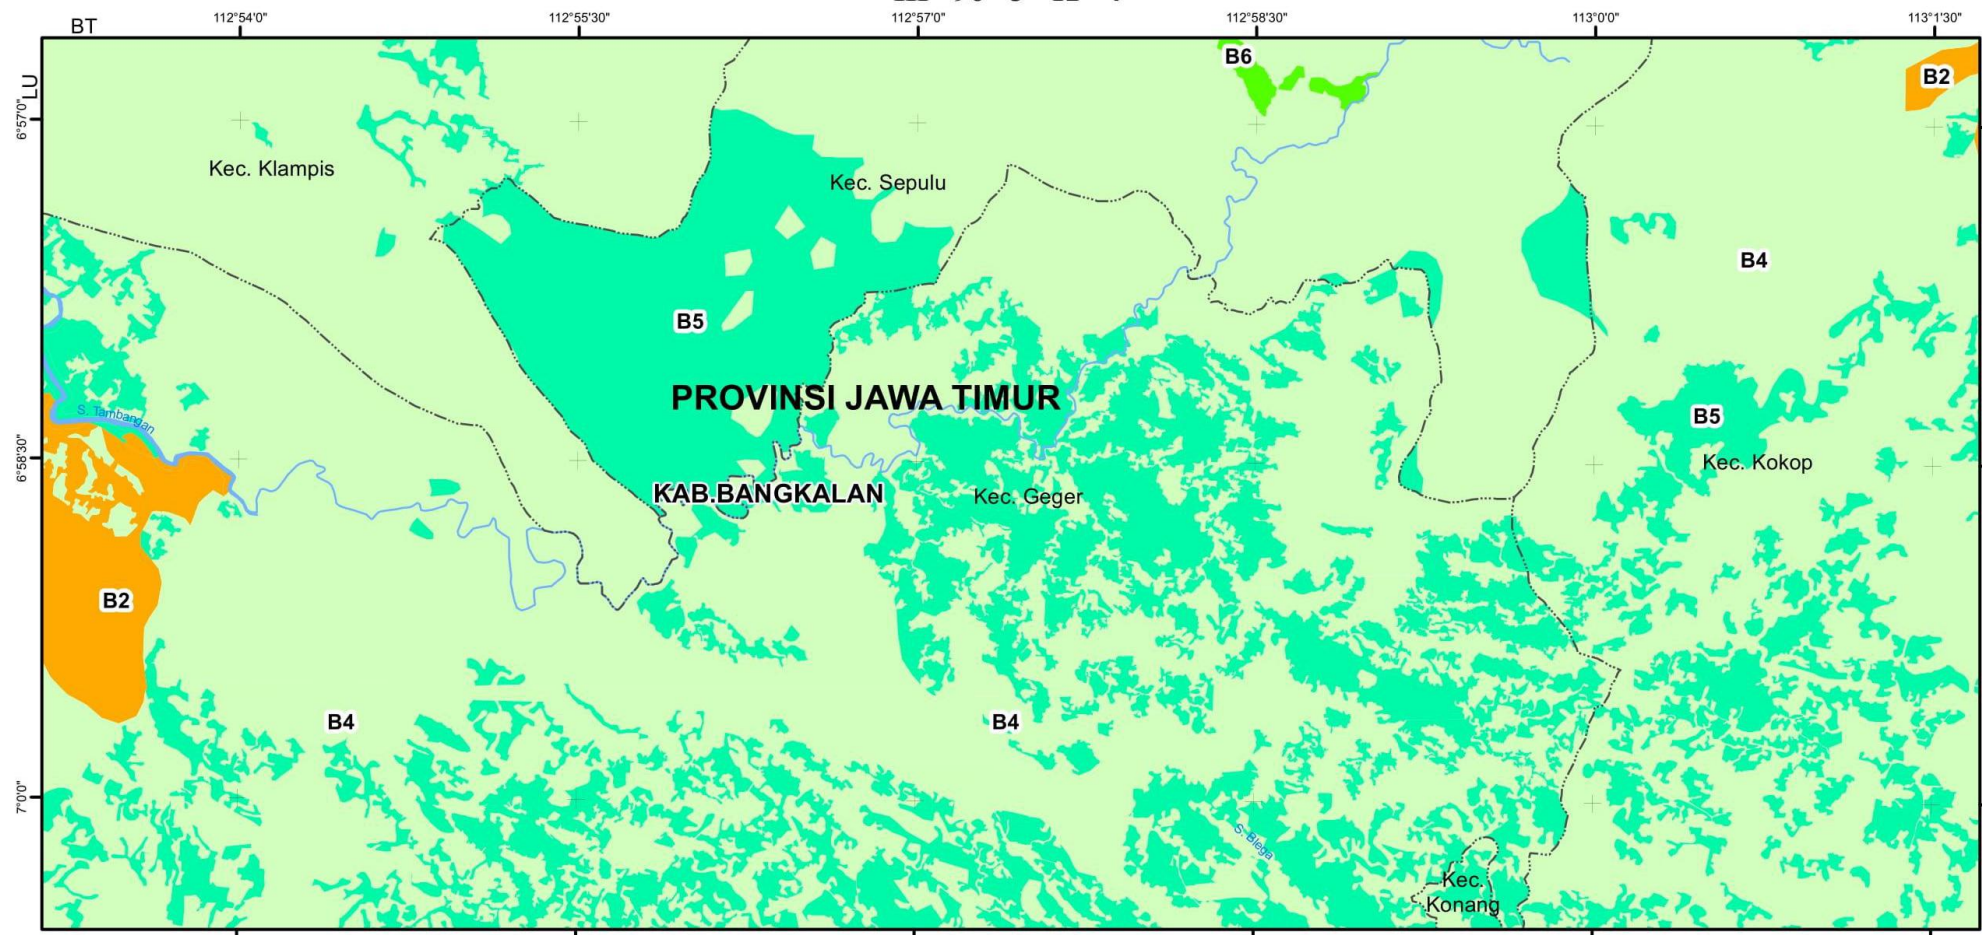 112°54'0"
112°55'30"
112°57'0"
112°58'30"
113°0'0"
113°1'30"
BT
LU
B6
B2
6°57'0"
Kec. Klampis
Kec. Sepulu
B4
B5
PROVINSI JAWA TIMUR
S. Tambangan
B5
6°58'30"
Kec. Kokop
KAB.BANGKALAN
Kec. Geger
B2
B4
B4
7°0'0"
S. Blega
Kec.
Konang